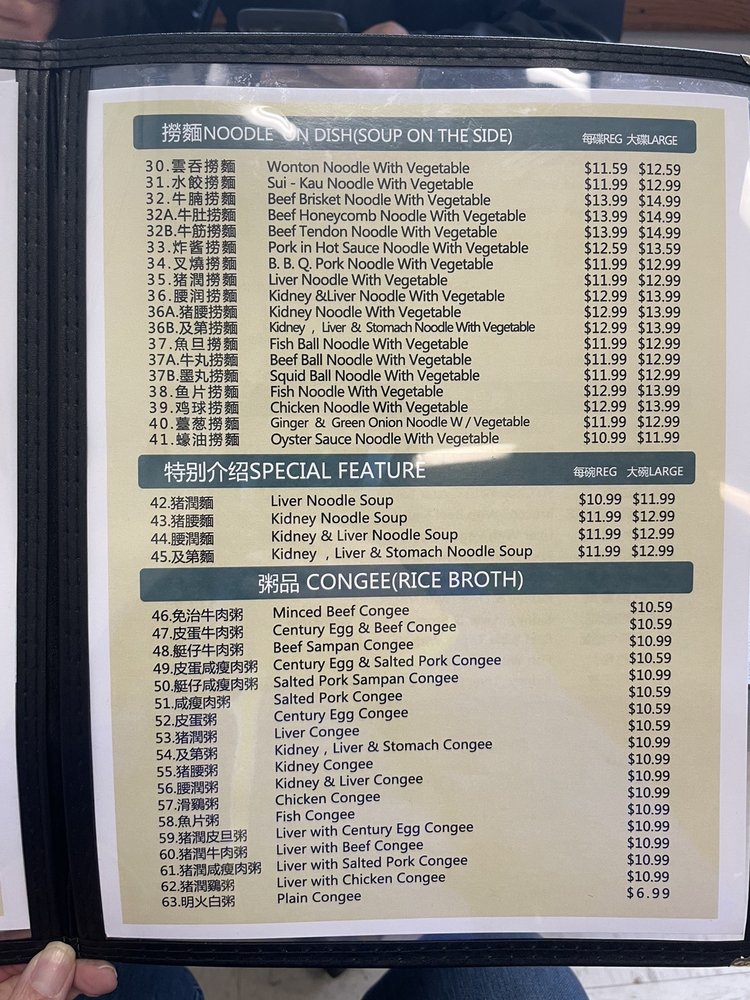 撈麵NOODLE ON DISH(SOUP ON THE SIDE) 每碟REG 大碟LARGE
30.雲吞撈麵 Wonton Noodle With Vegetable $11.59 $12.59
31.水餃撈麵 Sui - Kau Noodle With Vegetable $11.99 $12.99
32.牛腩撈麵 Beef Brisket Noodle With Vegetable $13.99 $14.99
32A.牛肚撈麵 Beef Honeycomb Noodle With Vegetable $13.99 $14.99
32B.牛筋撈麵 Beef Tendon Noodle With Vegetable $13.99 $14.99
33.炸酱撈麵 Pork in Hot Sauce Noodle With Vegetable $12.59 $13.59
34.叉燒撈麵 B. B. Q. Pork Noodle With Vegetable $11.99 $12.99
35.猪潤撈麵 Liver Noodle With Vegetable $11.99 $12.99
36.腰润撈麵 Kidney &Liver Noodle With Vegetable $12.99 $13.99
36A.猪腰撈麵 Kidney Noodle With Vegetable $12.99 $13.99
36B.及第撈麵 Kidney , Liver & Stomach Noodle With Vegetable $12.99 $13.99
37.魚旦撈麵 Fish Ball Noodle With Vegetable $11.99 $12.99
37A.牛丸撈麵 Beef Ball Noodle With Vegetable $11.99 $12.99
37B.墨丸撈麵 Squid Ball Noodle With Vegetable $11.99 $12.99
38.鱼片撈麵 Fish Noodle With Vegetable $12.99 $13.99
39.鸡球撈麵 Chicken Noodle With Vegetable $12.99 $13.99
40.薑葱撈麵 Ginger & Green Onion Noodle W / Vegetable $11.99 $12.99
41.蠔油撈麵 Oyster Sauce Noodle With Vegetable $10.99 $11.99
特别介绍SPECIAL FEATURE 每碗REG 大碗LARGE
42.猪潤麵 Liver Noodle Soup $10.99 $11.99
43.猪腰麵 Kidney Noodle Soup $11.99 $12.99
44.腰潤麵 Kidney & Liver Noodle Soup $11.99 $12.99
45.及第麵 Kidney , Liver & Stomach Noodle Soup $11.99 $12.99
粥品 CONGEE(RICE BROTH)
46.免治牛肉粥 Minced Beef Congee $10.59
47.皮蛋牛肉粥 Century Egg & Beef Congee $10.59
48.艇仔牛肉粥 Beef Sampan Congee $10.99
49.皮蛋咸瘦肉粥 Century Egg & Salted Pork Congee $10.59
50.艇仔咸瘦肉粥 Salted Pork Sampan Congee $10.99
51.咸瘦肉粥 Salted Pork Congee $10.59
52.皮蛋粥 Century Egg Congee $10.59
53.猪潤粥 Liver Congee $10.59
54.及第粥 Kidney , Liver & Stomach Congee $10.99
55.猪腰粥 Kidney Congee $10.99
56.腰潤粥 Kidney & Liver Congee $10.99
57.滑鷄粥 Chicken Congee $10.99
58.魚片粥 Fish Congee $10.99
59.猪潤皮旦粥 Liver with Century Egg Congee $10.99
60.猪潤牛肉粥 Liver with Beef Congee $10.99
61.猪潤咸瘦肉粥 Liver with Salted Pork Congee $10.99
62.猪潤鷄粥 Liver with Chicken Congee $10.99
63.明火白粥 Plain Congee $6.99